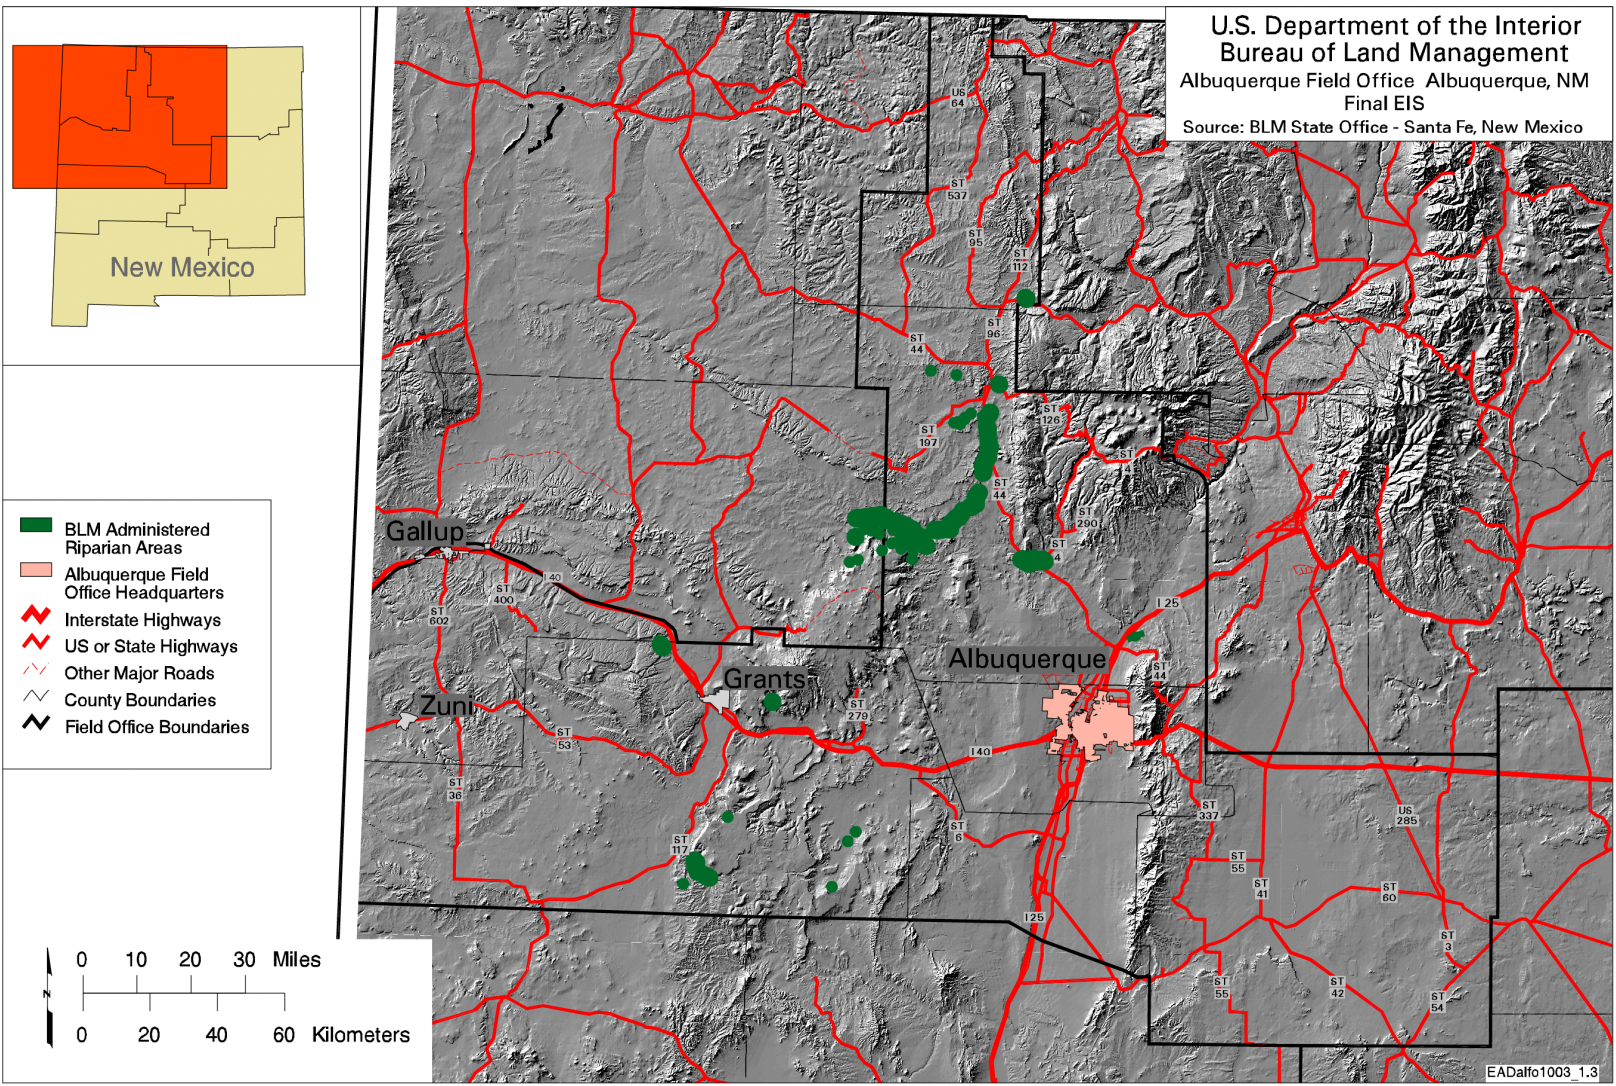 U.S. Department of the Interior
Bureau of Land Management
Albuquerque Field Office Albuquerque, NM
Final EIS
Source: BLM State Office - Santa Fe, New Mexico
New Mexico
US
64
ST
537
ST
95
ST
112
ST
96
ST
44
ST
126
ST
197
ST
4
ST
44
ST
290
ST
4
BLM Administered
Riparian Areas
Albuquerque Field
Office Headquarters
Interstate Highways
US or State Highways
Other Major Roads
County Boundaries
Field Office Boundaries
Gallup
I 40
ST
400
ST
602
I 25
Albuquerque
ST
44
Grants
Zuni
ST
279
ST
53
I 40
ST
36
ST
337
US
285
ST
6
ST
117
ST
55
ST
41
ST
60
I 25
ST
3
ST
55
ST
42
ST
54
N
0 10 20 30 Miles
0 20 40 60 Kilometers
EADalfo1003_1.3